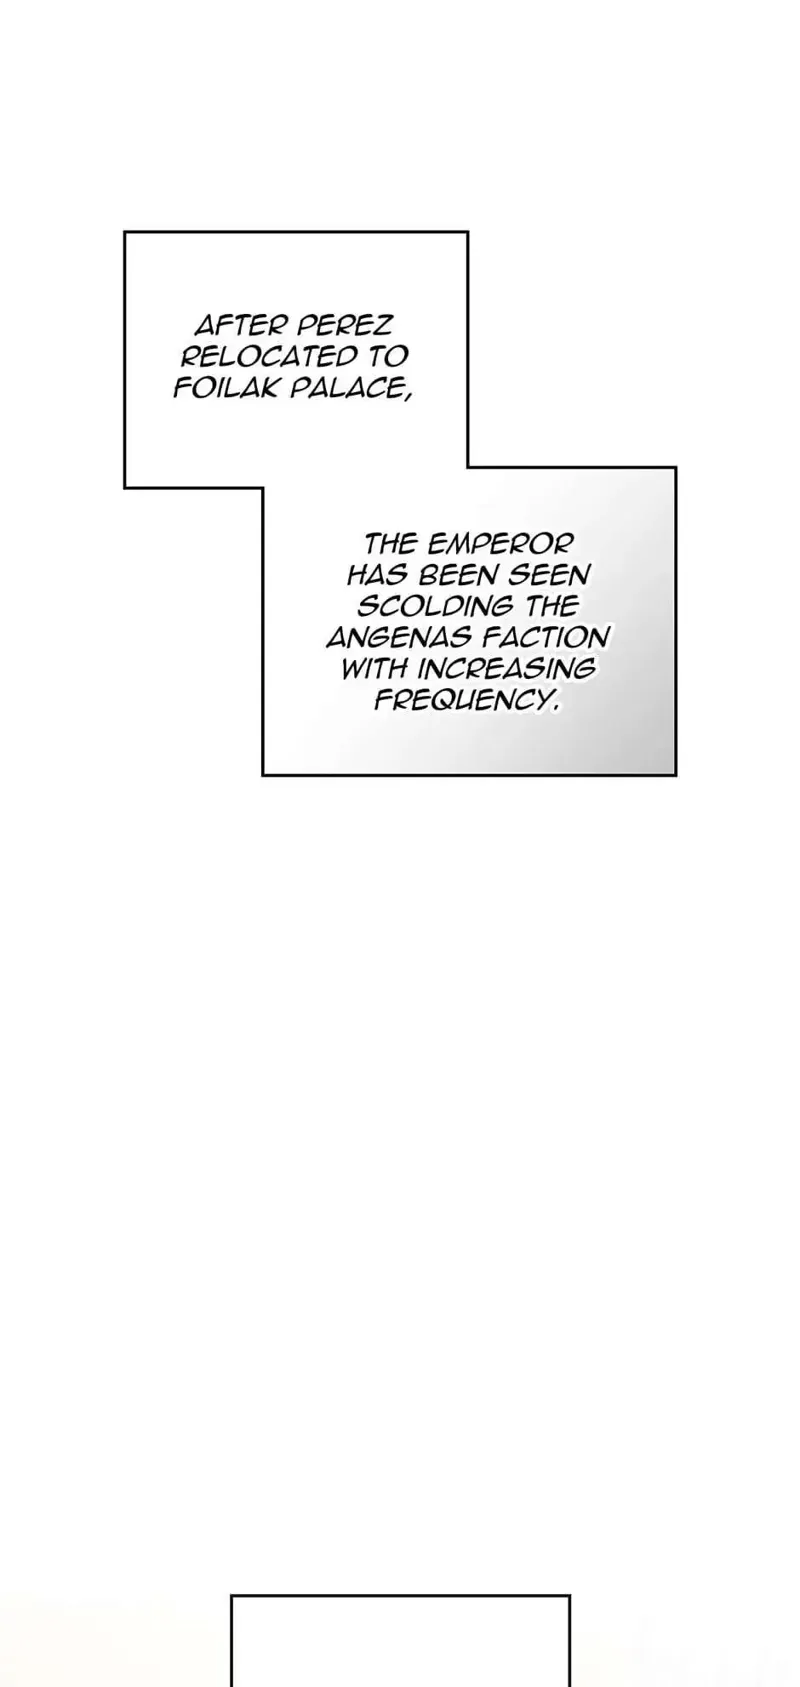 AFTER PEREZ
RELOCATED TO
FOILAK PALACE,
THE EMPEROR
HAS BEEN SEEN
SCOLDING THE
ANGENAS FACTION
WITH INCREASING
FREQUENCY.